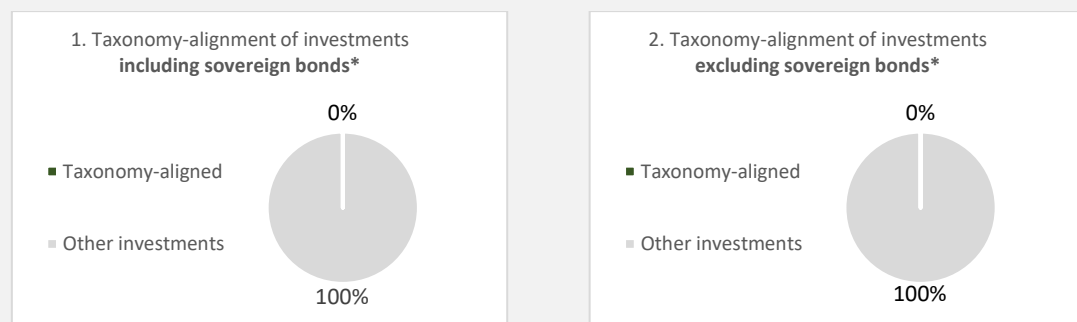 1. Taxonomy-alignment of investments
including sovereign bonds*
0%
Taxonomy-aligned
Other investments
100%
2. Taxonomy-alignment of investments
excluding sovereign bonds*
0%
Taxonomy-aligned
Other investments
100%